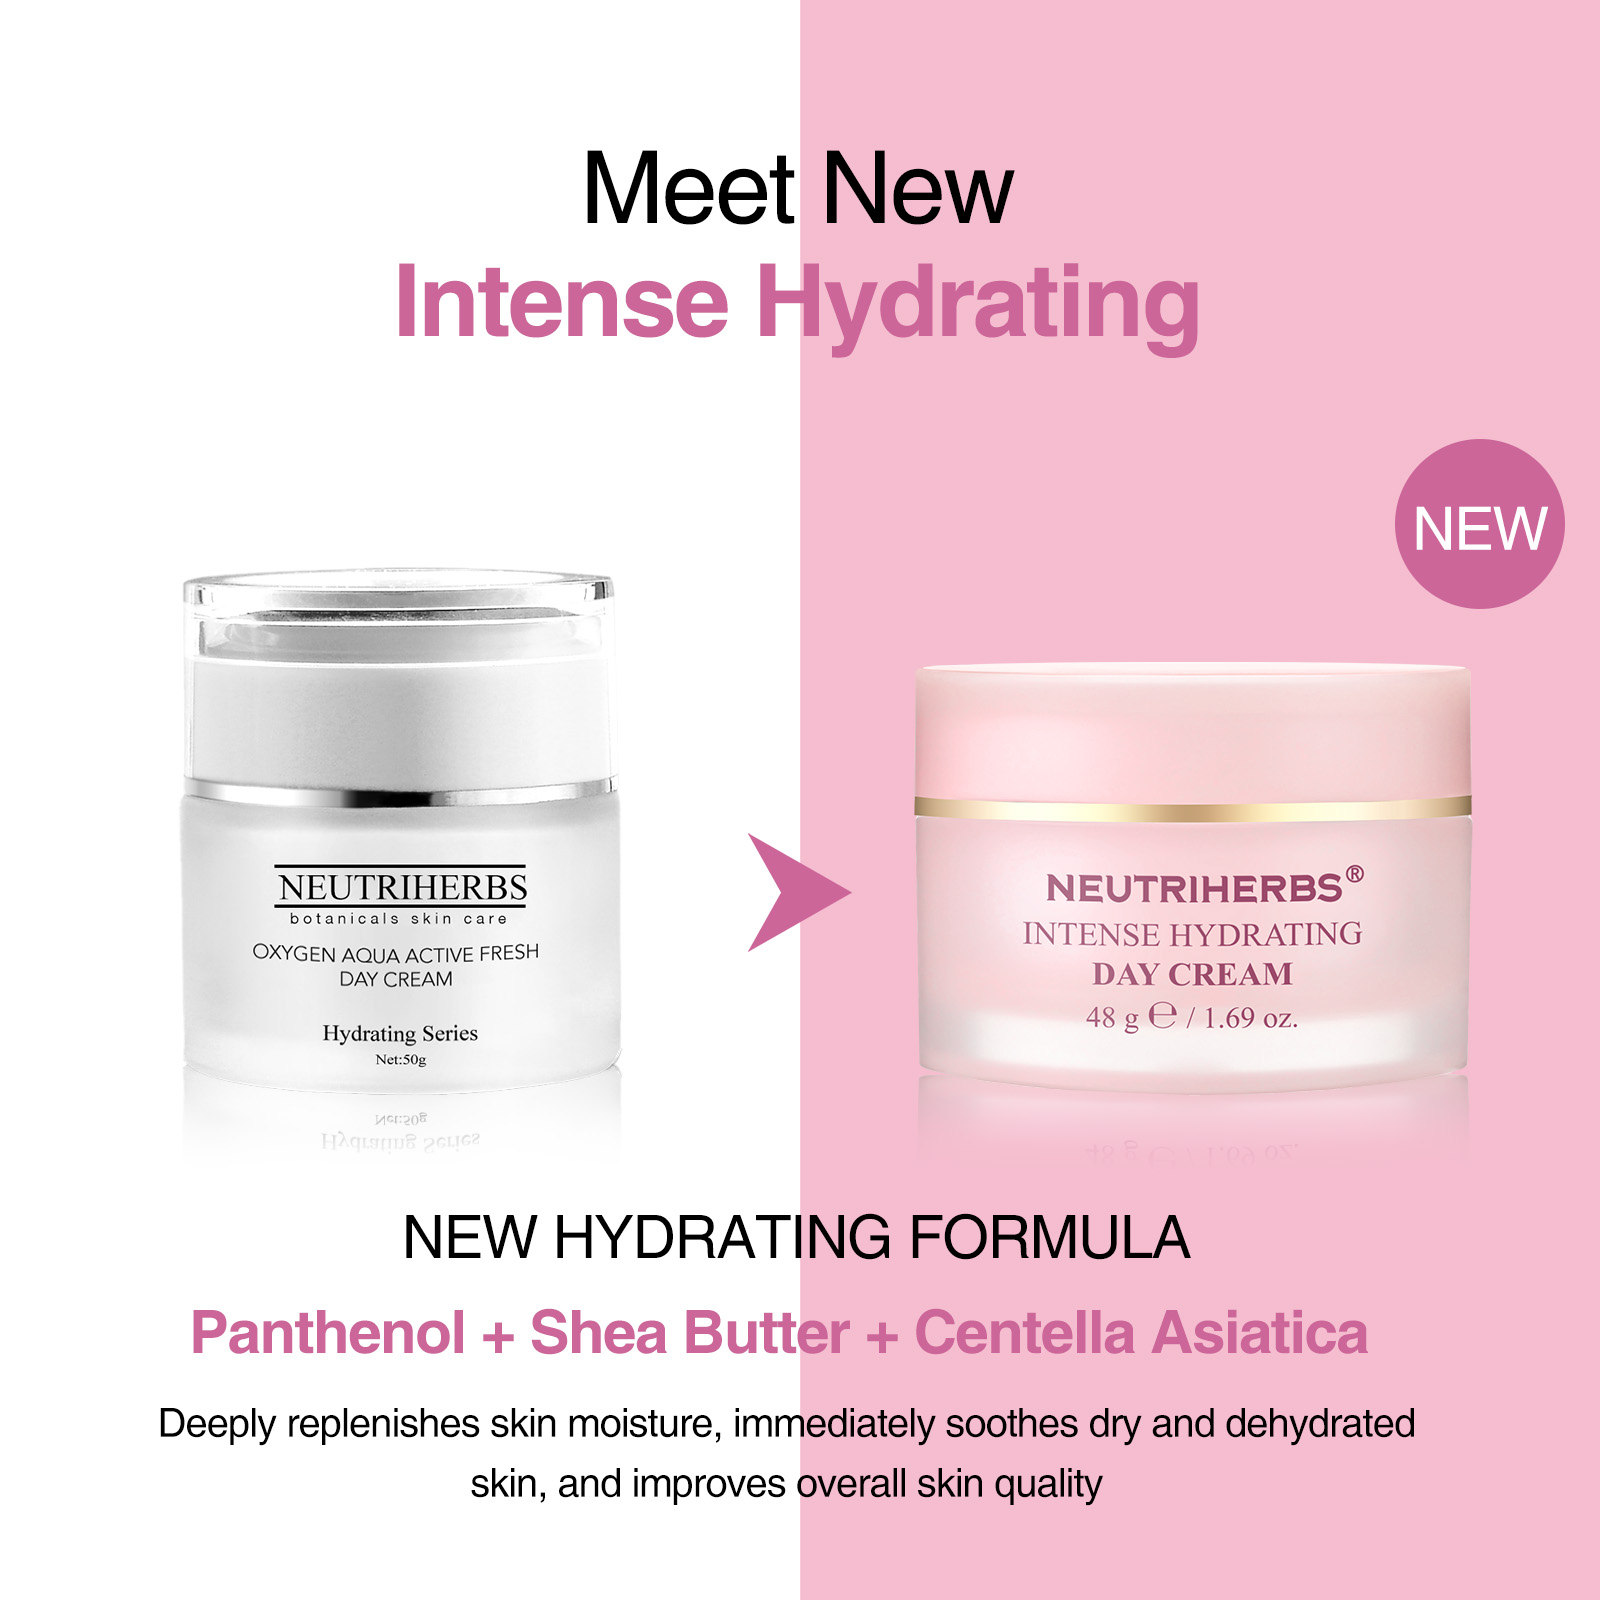 Meet New
Intense Hydrating
NEW
NEUTRIHERBS
botanicals skin care
OXYGEN AQUA ACTIVE FRESH
DAY CREAM
Hydrating Series
Net:50g
NEUTRIHERBS®
INTENSE HYDRATING
DAY CREAM
48 g ℮ / 1.69 oz.
NEW HYDRATING FORMULA
Panthenol + Shea Butter + Centella Asiatica
Deeply replenishes skin moisture, immediately soothes dry and dehydrated
skin, and improves overall skin quality